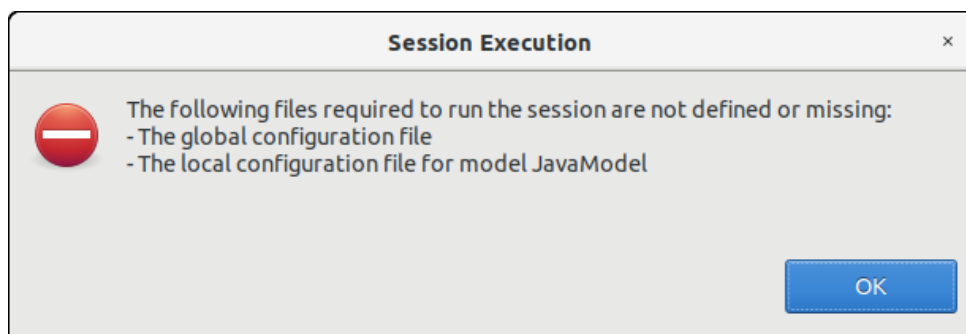 Session Execution
×
The following files required to run the session are not defined or missing:
- The global configuration file
- The local configuration file for model JavaModel
OK